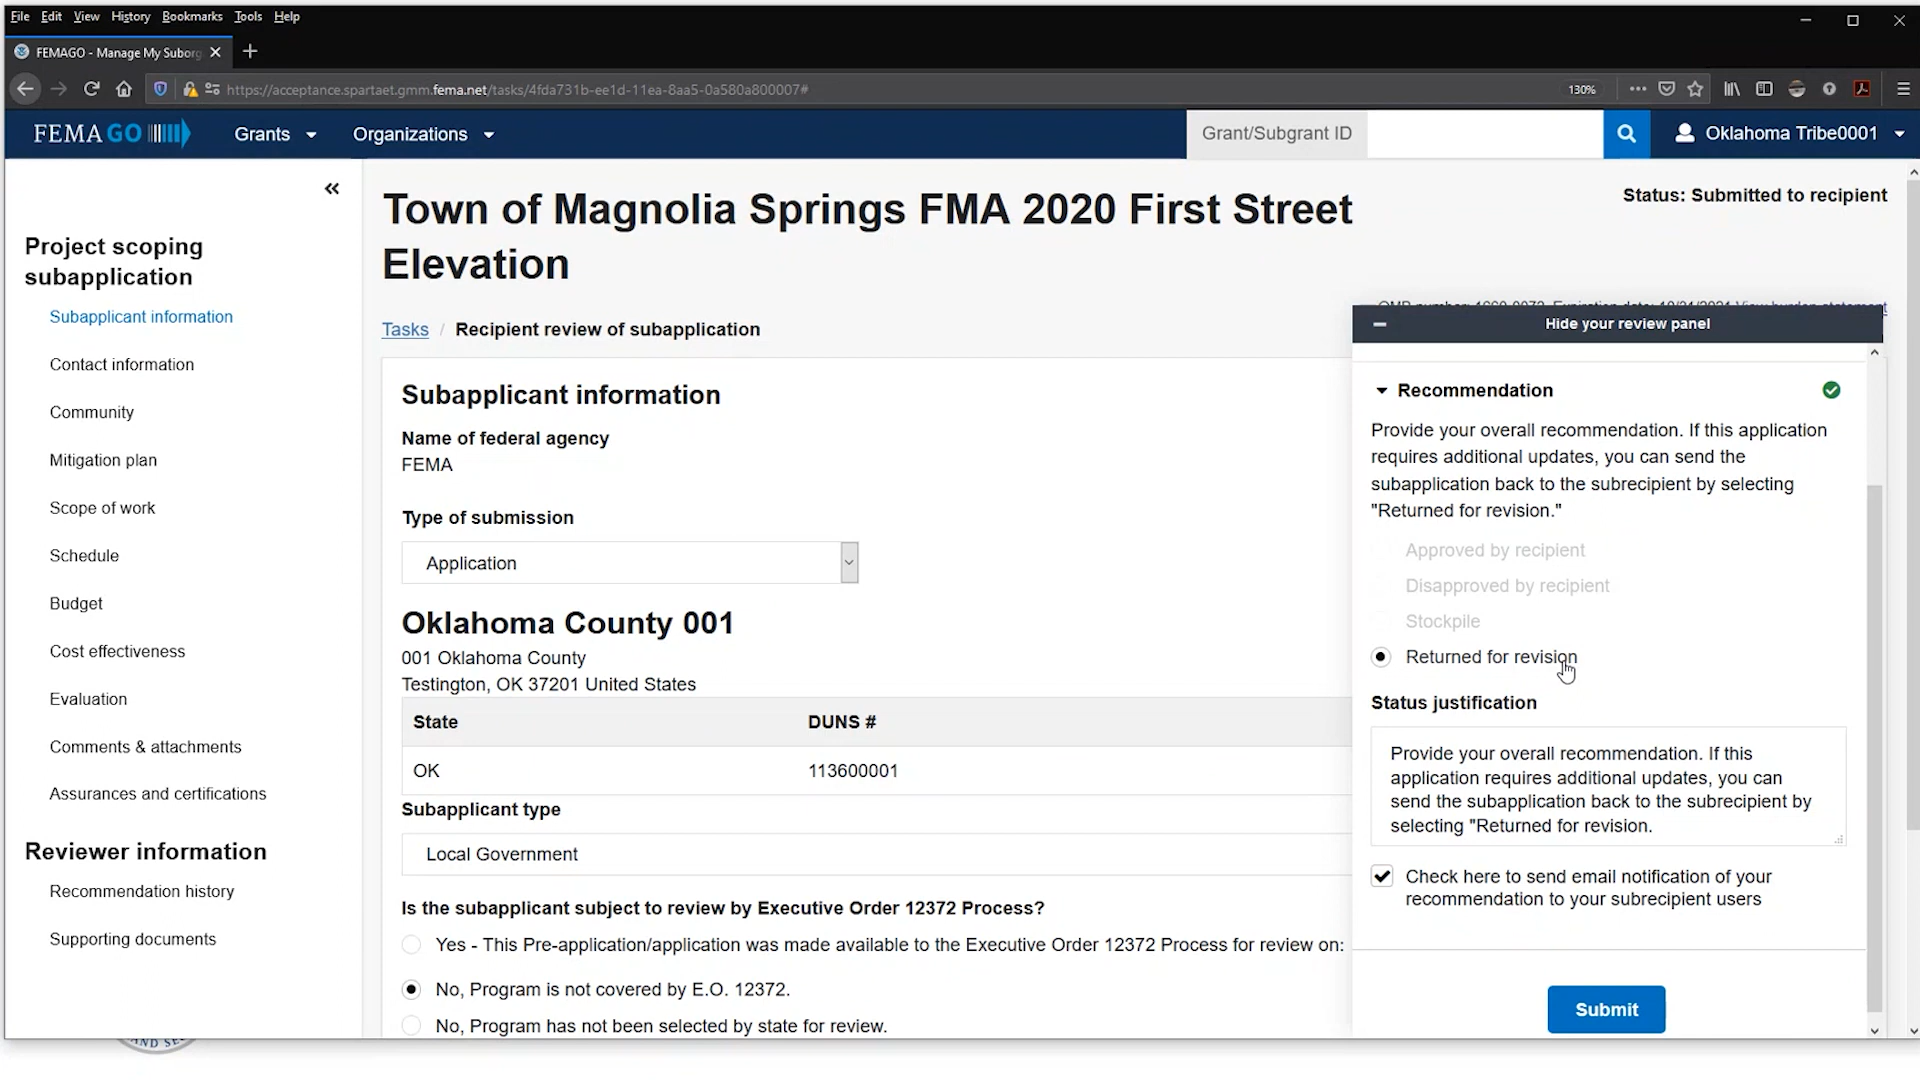 File Edit View History Bookmarks Tools Help
FEMAGO - Manage My Suborg
https://acceptance.spartaet.gmm.fema.net/tasks/4fda731b-ee1d-11ea-8aa5-0a580a800007#
130%
FEMA GO
Grants
Organizations
Grant/Subgrant ID
Oklahoma Tribe0001
Project scoping
subapplication
Subapplicant information
Contact information
Community
Mitigation plan
Scope of work
Schedule
Budget
Cost effectiveness
Evaluation
Comments & attachments
Assurances and certifications
Reviewer information
Recommendation history
Supporting documents
Status: Submitted to recipient
Town of Magnolia Springs FMA 2020 First Street
Elevation
Tasks / Recipient review of subapplication
Subapplicant information
Name of federal agency
FEMA
Type of submission
Application
Oklahoma County 001
001 Oklahoma County
Testington, OK 37201 United States
State DUNS #
OK 113600001
Subapplicant type
Local Government
Is the subapplicant subject to review by Executive Order 12372 Process?
Yes - This Pre-application/application was made available to the Executive Order 12372 Process for review on:
No, Program is not covered by E.O. 12372.
No, Program has not been selected by state for review.
Hide your review panel
Recommendation
Provide your overall recommendation. If this application
requires additional updates, you can send the
subapplication back to the subrecipient by selecting
"Returned for revision."
Approved by recipient
Disapproved by recipient
Stockpile
Returned for revision
Status justification
Provide your overall recommendation. If this
application requires additional updates, you can
send the subapplication back to the subrecipient by
selecting "Returned for revision.
Check here to send email notification of your
recommendation to your subrecipient users
Submit